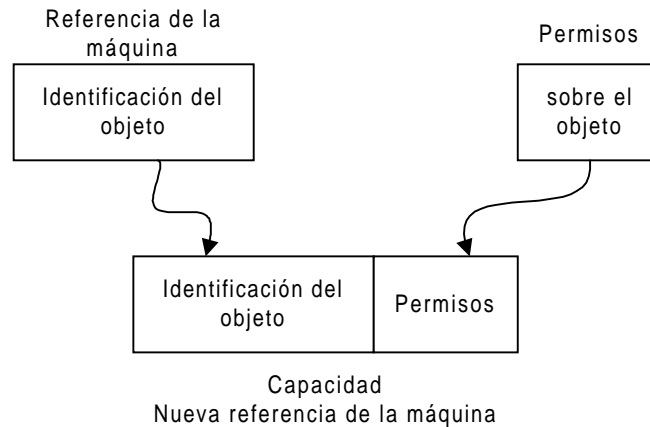 Referencia de la
máquina
Permisos
Identificación del
objeto
sobre el
objeto
Identificación del
objeto
Permisos
Capacidad
Nueva referencia de la máquina